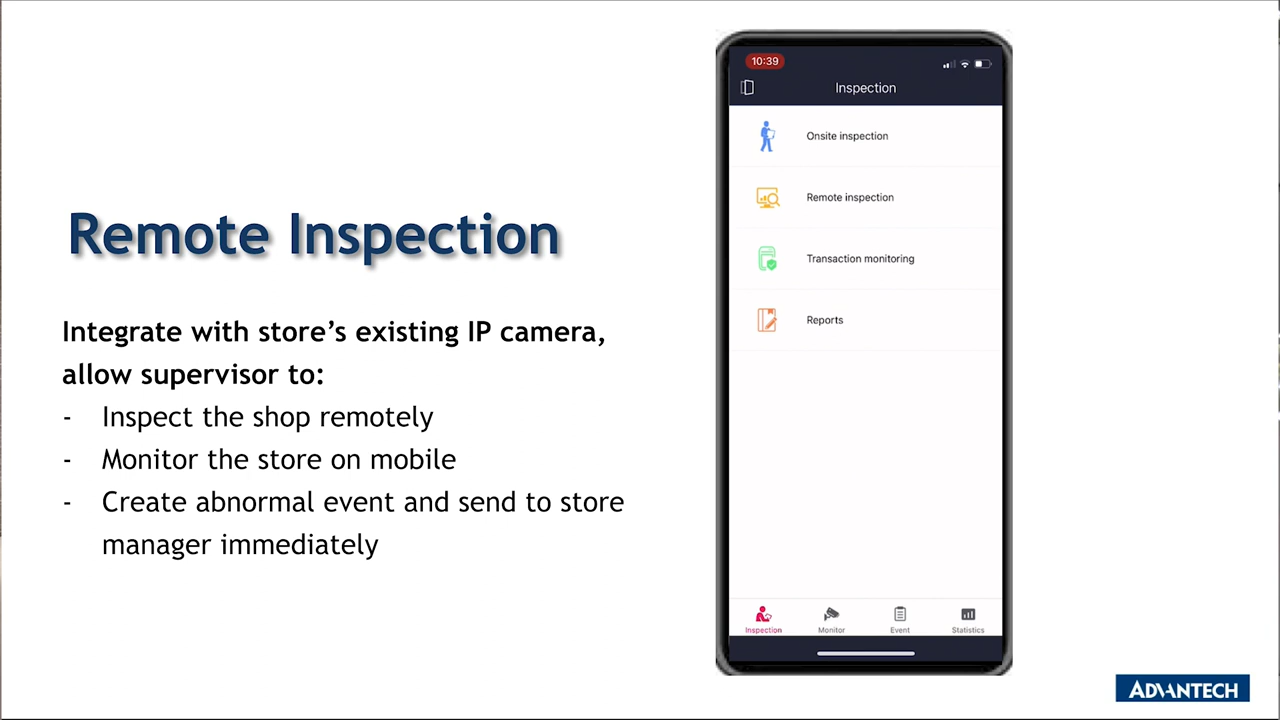 Remote Inspection
Integrate with store’s existing IP camera,
allow supervisor to:
- Inspect the shop remotely
- Monitor the store on mobile
- Create abnormal event and send to store
manager immediately
10:39
Inspection
Onsite inspection
Remote inspection
Transaction monitoring
Reports
Inspection
Monitor
Event
Statistics
ADVANTECH